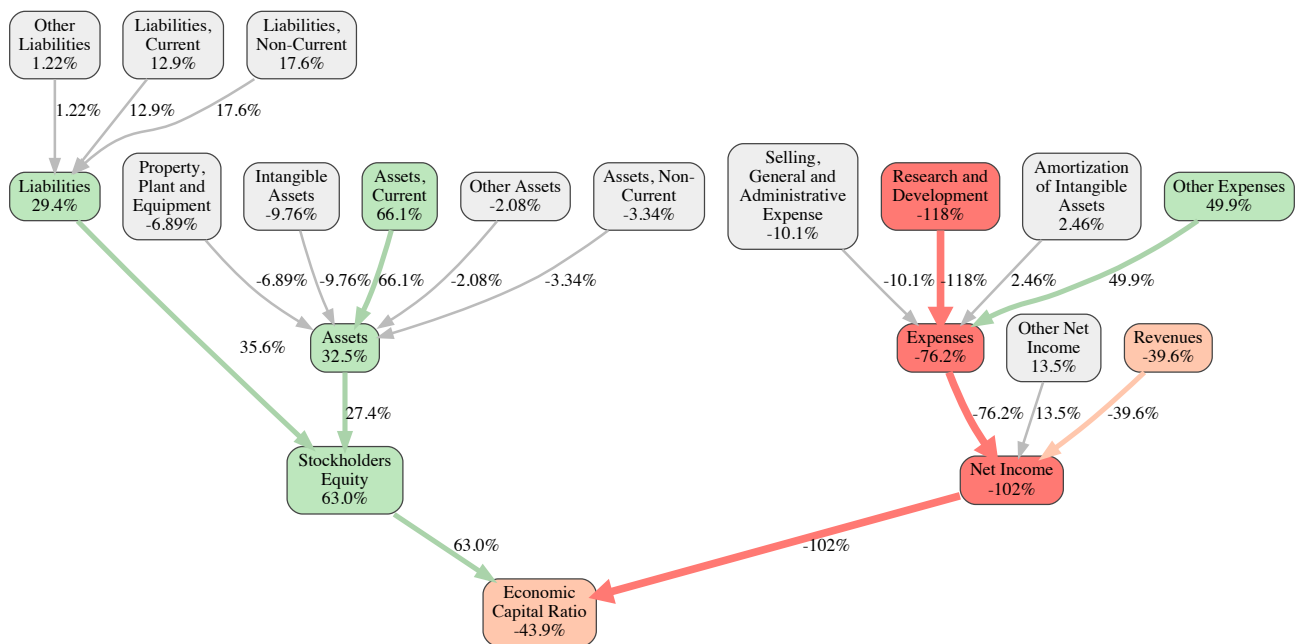 Other
Liabilities
1.22%
Liabilities,
Current
12.9%
Liabilities,
Non-Current
17.6%
1.22%
12.9%
17.6%
Liabilities
29.4%
Property,
Plant and
Equipment
-6.89%
Intangible
Assets
-9.76%
Assets,
Current
66.1%
Other Assets
-2.08%
Assets, Non-
Current
-3.34%
Selling,
General and
Administrative
Expense
-10.1%
Research and
Development
-118%
Amortization
of Intangible
Assets
2.46%
Other Expenses
49.9%
-6.89%
-9.76%
66.1%
-2.08%
-3.34%
-10.1%
-118%
2.46%
49.9%
35.6%
Assets
32.5%
Expenses
-76.2%
Other Net
Income
13.5%
Revenues
-39.6%
27.4%
-76.2%
13.5%
-39.6%
Stockholders
Equity
63.0%
Net Income
-102%
63.0%
-102%
Economic
Capital Ratio
-43.9%